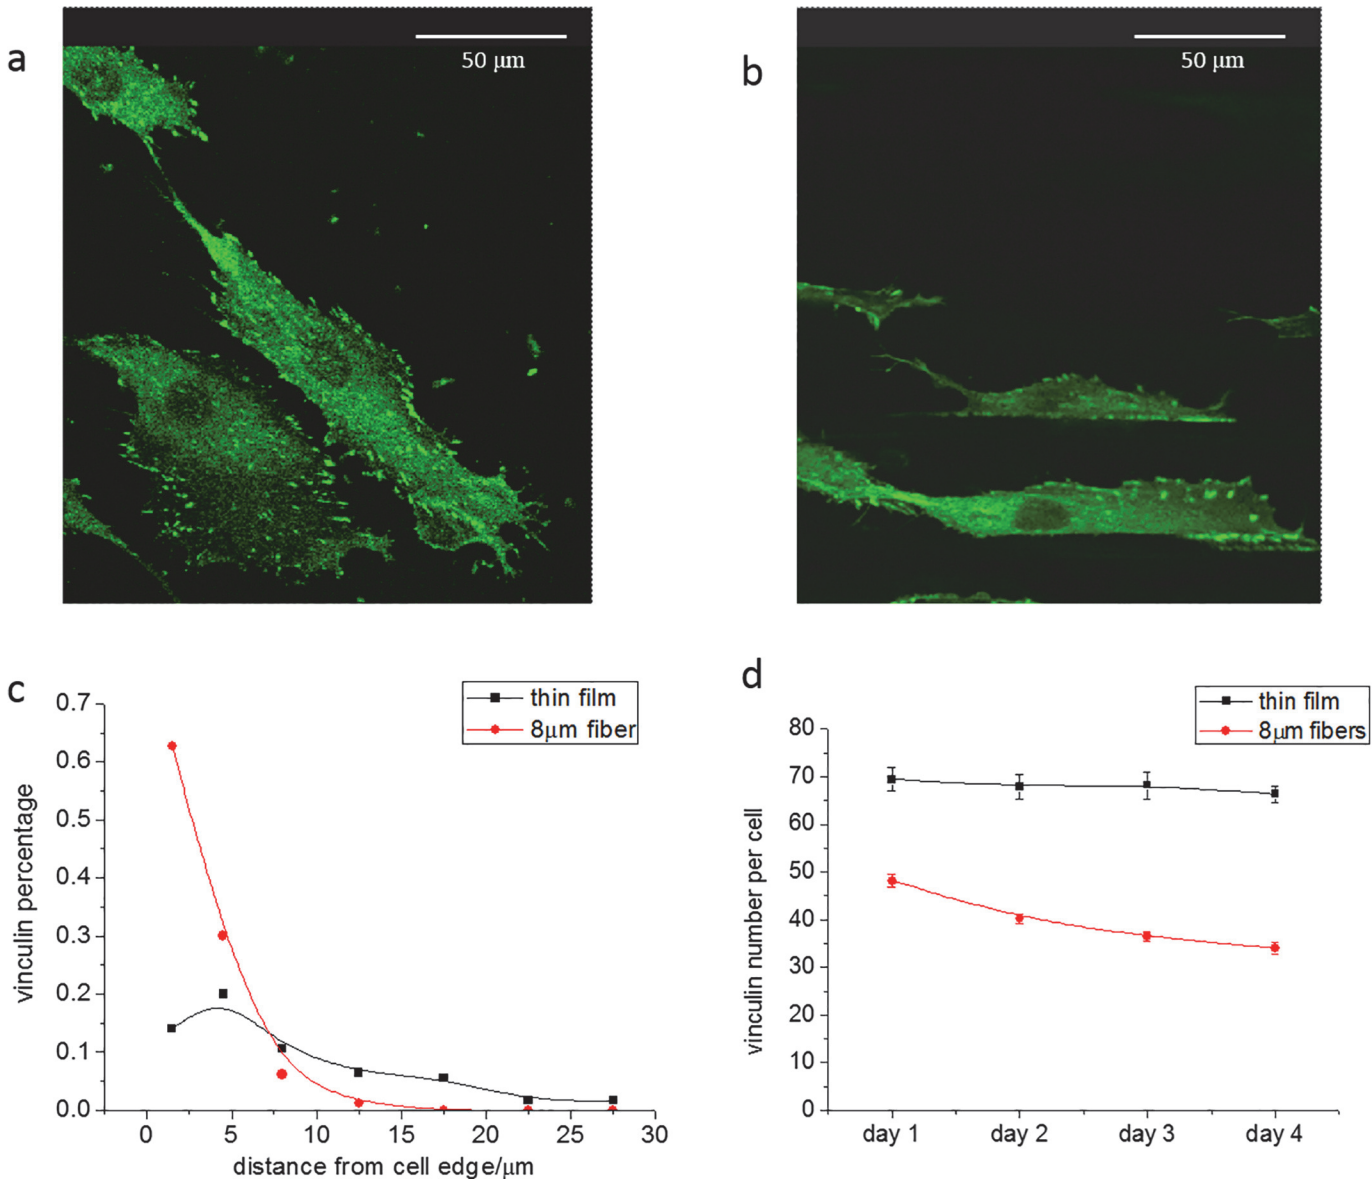 a
50 μm
b
50 μm
c
thin film
8μm fiber
0.7
0.6
0.5
0.4
0.3
0.2
0.1
0.0
vinculin percentage
0 5 10 15 20 25 30
distance from cell edge/μm
d
thin film
8μm fibers
80
70
60
50
40
30
20
10
0
vinculin number per cell
day 1 day 2 day 3 day 4